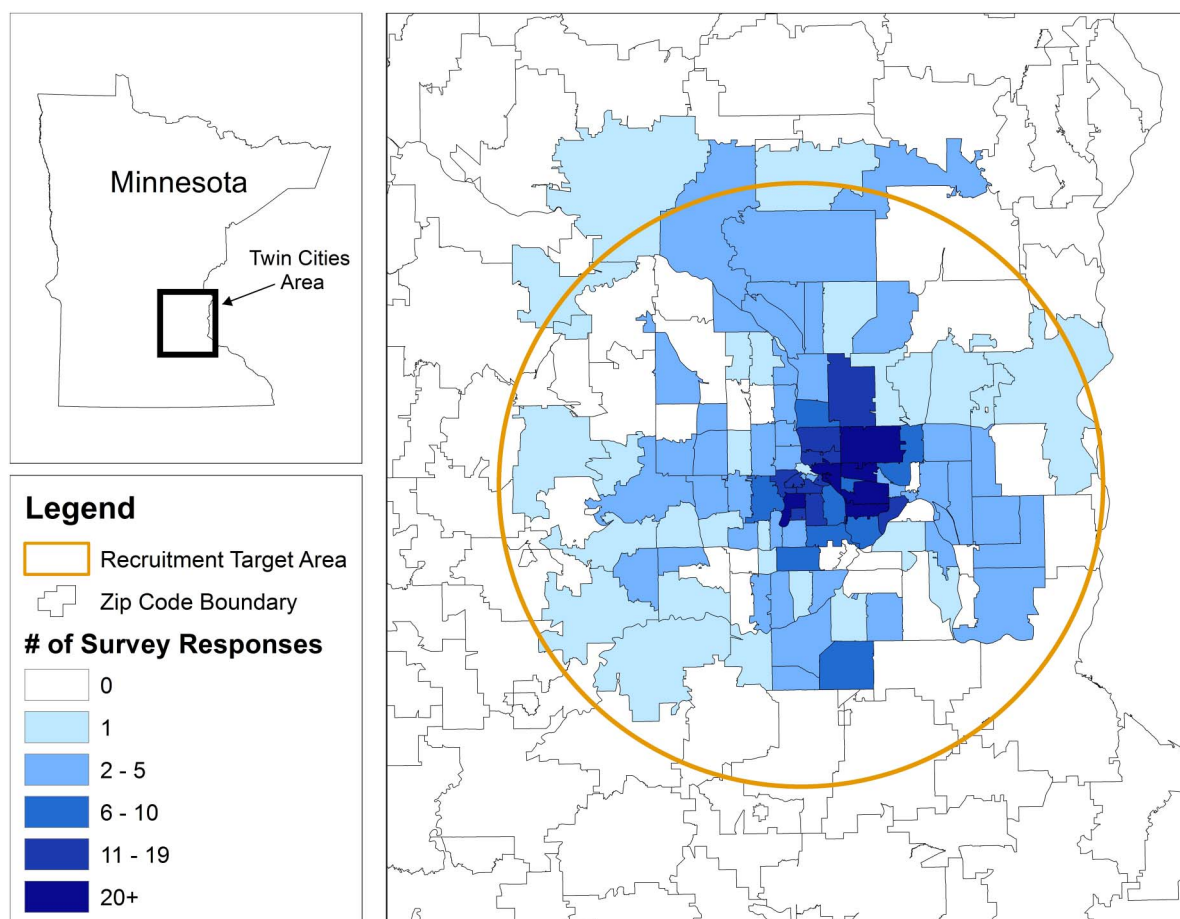 Minnesota
Twin Cities
Area
Legend
Recruitment Target Area
Zip Code Boundary
# of Survey Responses
0
1
2 - 5
6 - 10
11 - 19
20+